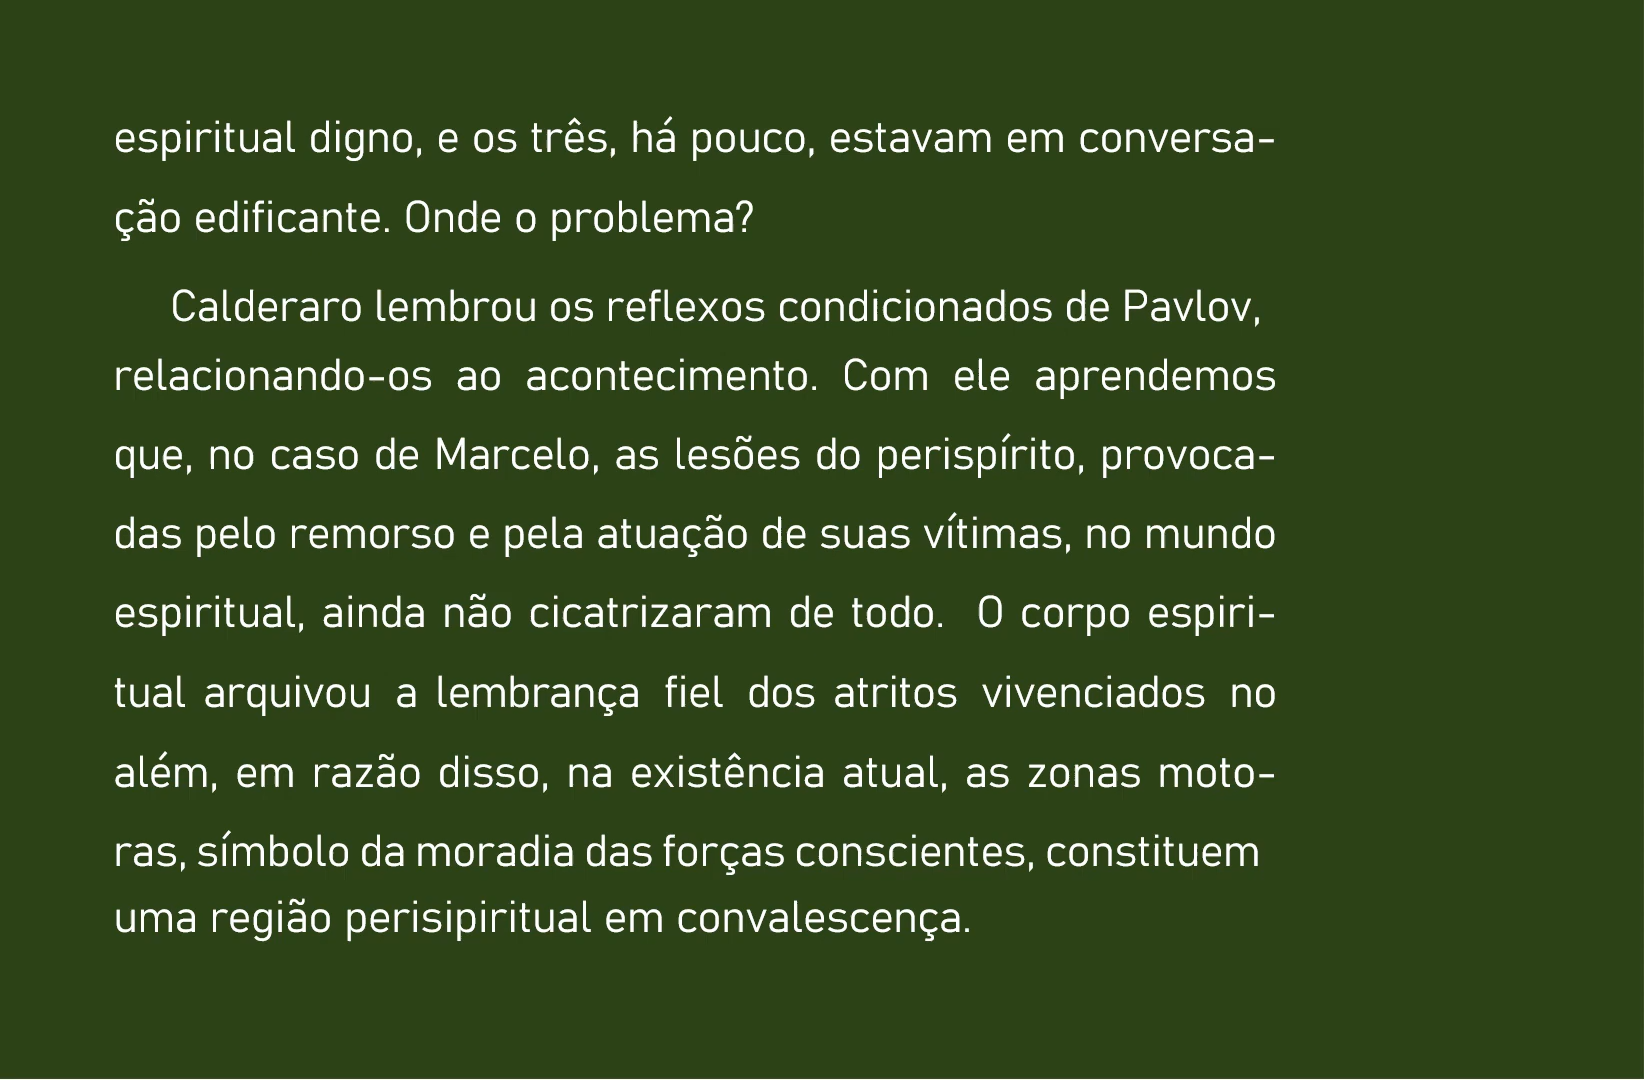 espiritual digno, e os três, há pouco, estavam em conversa-
ção edificante. Onde o problema?
Calderaro lembrou os reflexos condicionados de Pavlov,
relacionando-os ao acontecimento. Com ele aprendemos
que, no caso de Marcelo, as lesões do perispírito, provoca-
das pelo remorso e pela atuação de suas vítimas, no mundo
espiritual, ainda não cicatrizaram de todo. O corpo espiri-
tual arquivou a lembrança fiel dos atritos vivenciados no
além, em razão disso, na existência atual, as zonas moto-
ras, símbolo da moradia das forças conscientes, constituem
uma região perisipiritual em convalescença.